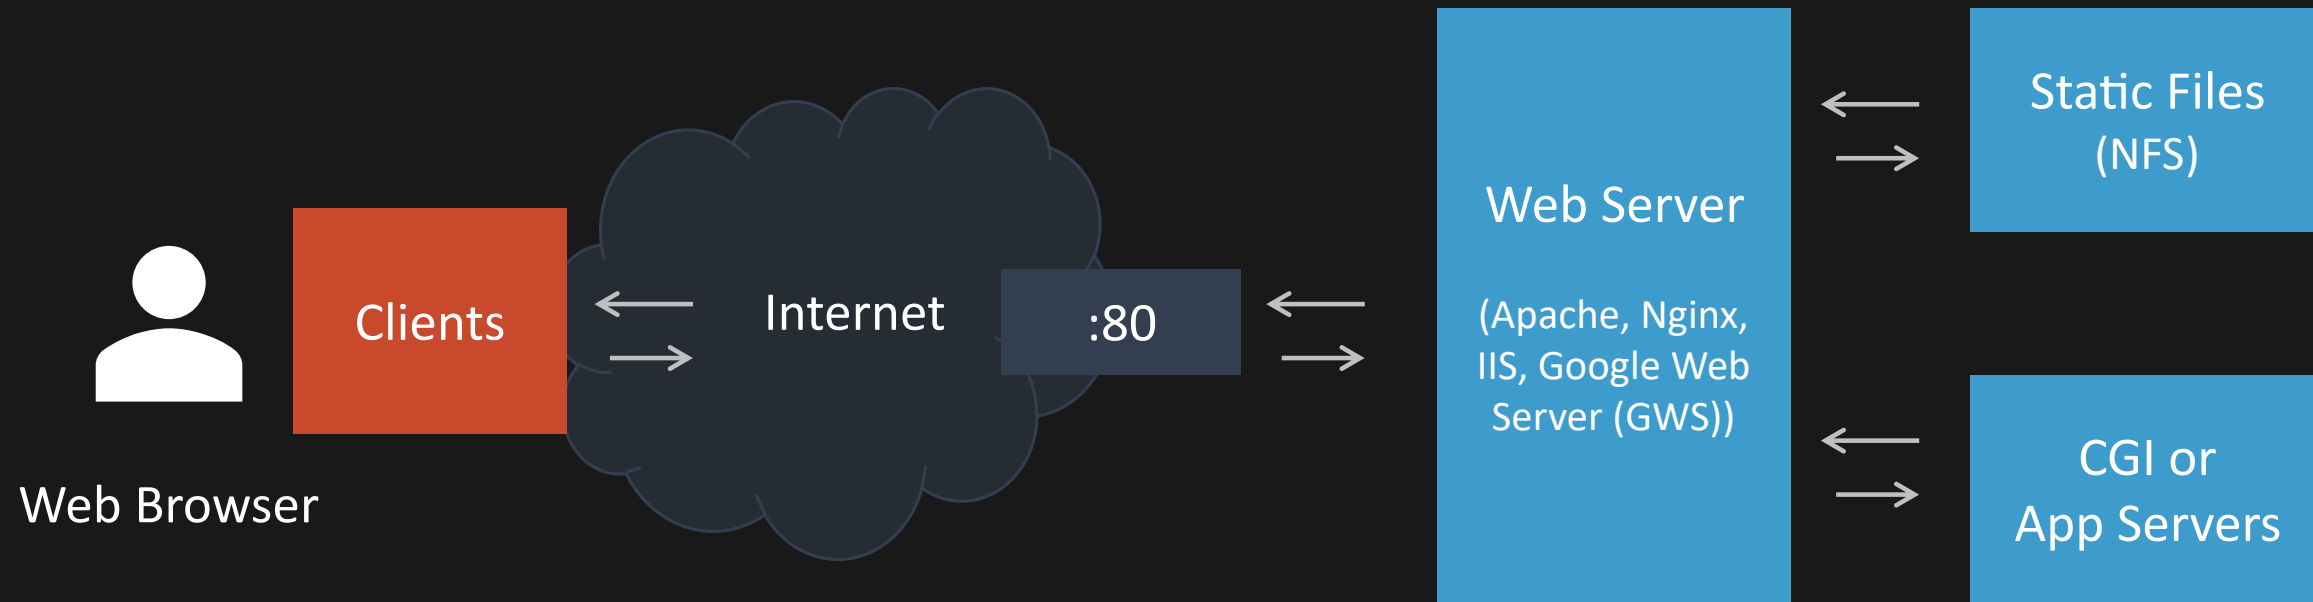 Web Browser
Clients
Internet
:80
Web Server
(Apache, Nginx,
IIS, Google Web
Server (GWS))
Static Files
(NFS)
CGI or
App Servers